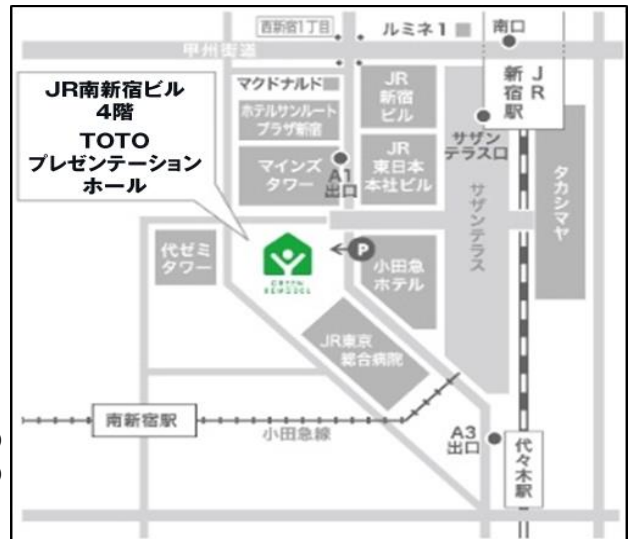 西新宿1丁目
ルミネ1
南口
甲州街道
JR
新宿駅
JR南新宿ビル
4階
TOTO
プレゼンテーション
ホール
マクドナルド
ホテルサンルート
プラザ新宿
JR
新宿
ビル
マインズ
タワー
A1
出口
JR
東日本
本社ビル
サザン
テラス口
サザンテラス
タカシマヤ
代ゼミ
タワー
GREEN
REMODEL
P
小田急
ホテル
JR東京
総合病院
南新宿駅
小田急線
A3
出口
代々木駅